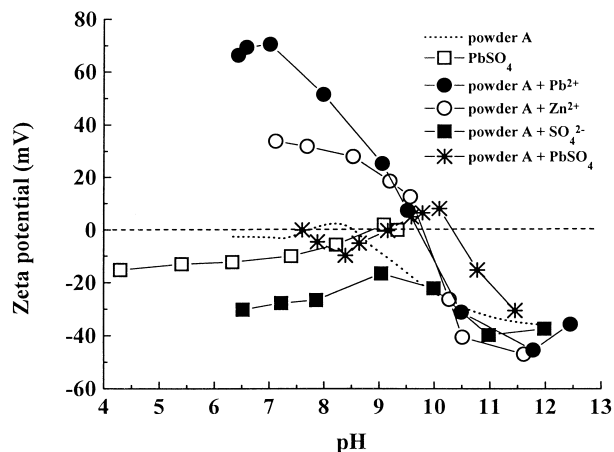 80
60
40
20
0
-20
-40
-60
Zeta potential (mV)
powder A
PbSO4
powder A + Pb2+
powder A + Zn2+
powder A + SO42-
powder A + PbSO4
4 5 6 7 8 9 10 11 12 13
pH